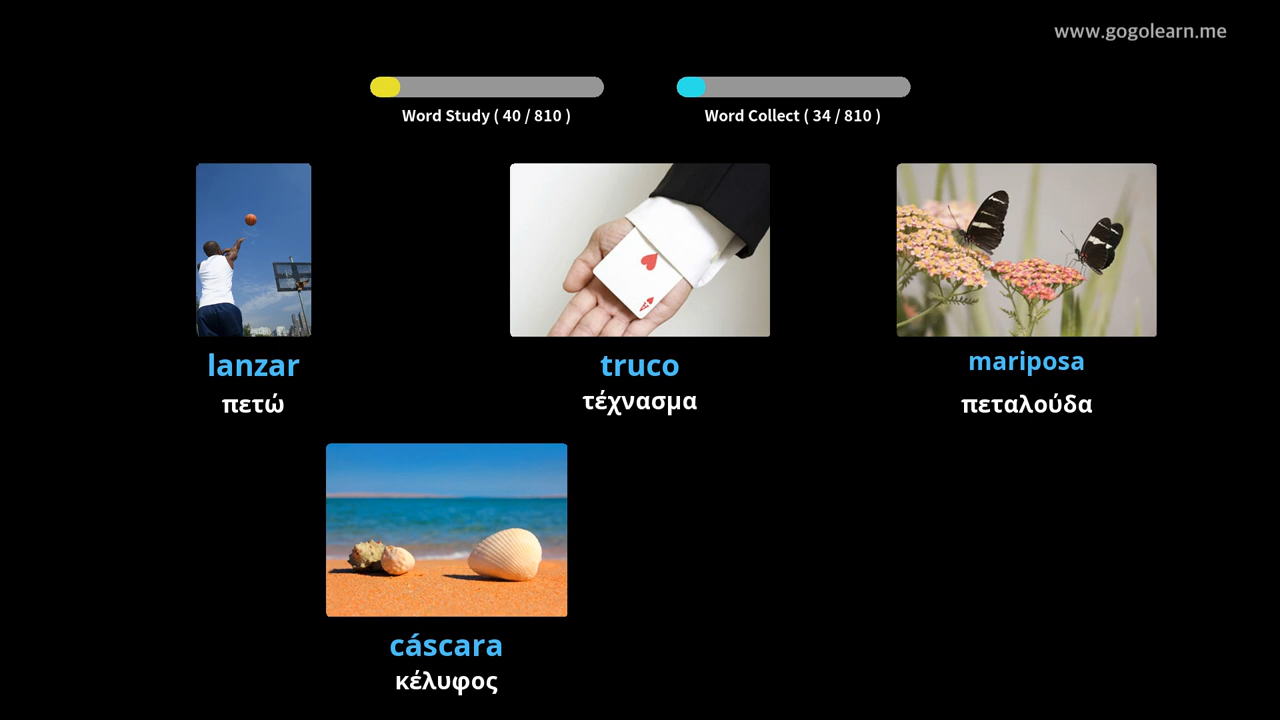 www.gogolearn.me
Word Study ( 40 / 810 )
Word Collect ( 34 / 810 )
lanzar
πετώ
truco
τέχνασμα
mariposa
πεταλούδα
cáscara
κέλυφος